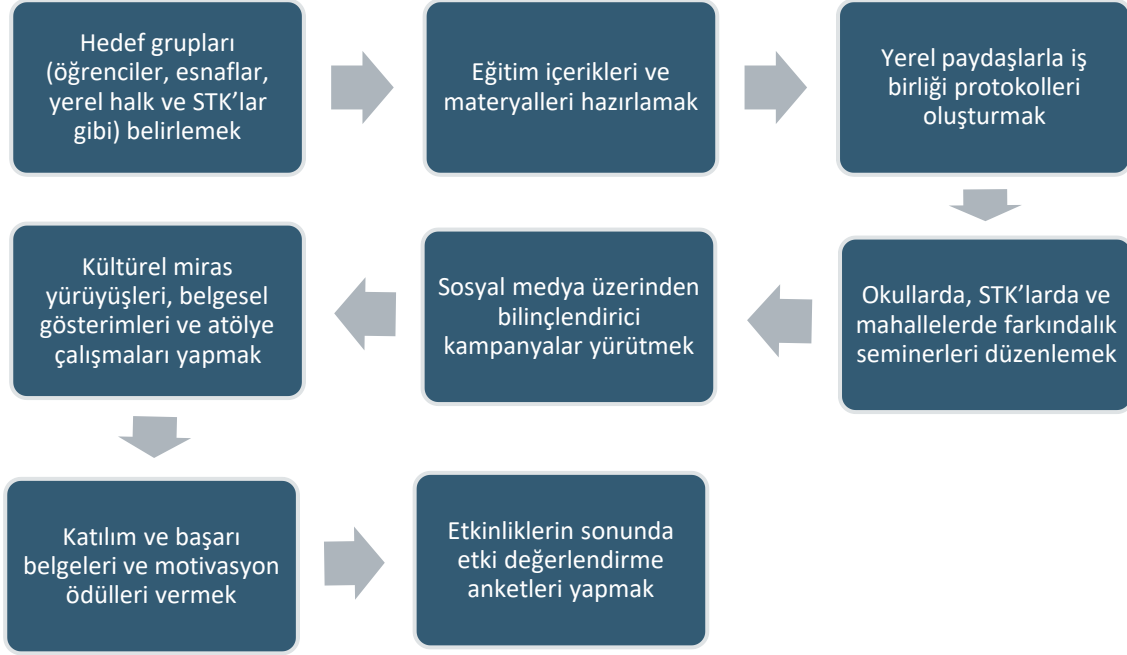 Hedef grupları
(öğrenciler, esnaflar,
yerel halk ve STK'lar
gibi) belirlemek
Eğitim içerikleri ve
materyalleri hazırlamak
Yerel paydaşlarla iş
birliği protokolleri
oluşturmak
Okullarda, STK'larda ve
mahallelerde farkındalık
seminerleri düzenlemek
Sosyal medya üzerinden
bilinçlendirici
kampanyalar yürütmek
Kültürel miras
yürüyüşleri, belgesel
gösterimleri ve atölye
çalışmaları yapmak
Katılım ve başarı
belgeleri ve motivasyon
ödülleri vermek
Etkinliklerin sonunda
etki değerlendirme
anketleri yapmak